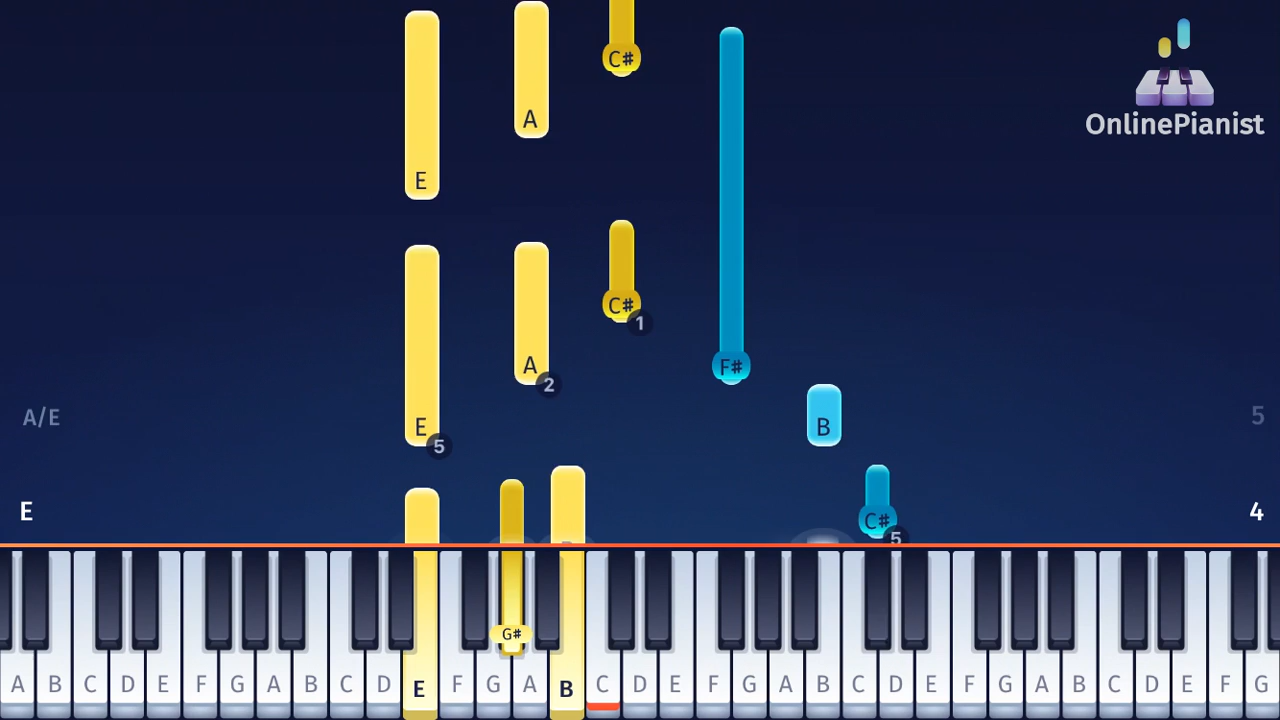 C#
A
OnlinePianist
E
C#
1
F#
A
2
A/E
5
E
5
B
E
4
C#
5
G#
A B C D E F G A B C D E F G A B C D E F G A B C D E F G A B C D E F G